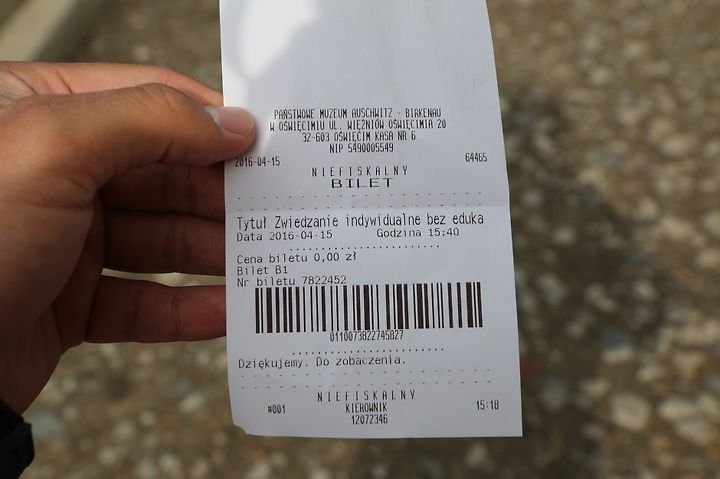 PAŃSTWOWE MUZEUM AUSCHWITZ - BIRKENAU
W OŚWIĘCIMIU UL. WIĘŹNIÓW OŚWIĘCIMIA 20
32-603 OŚWIĘCIM KASA NR 6
NIP 5490005549
2016-04-15 64465
NIEFISKALNY
BILET
Tytuł Zwiedzanie indywidualne bez eduka
Data 2016-04-15 Godzina 15:40
Cena biletu 0,00 zł
Bilet B1
Nr biletu 7822452
0110073822745827
Dziękujemy. Do zobaczenia.
NIEFISKALNY
#001 KIEROWNIK 15:18
12072346